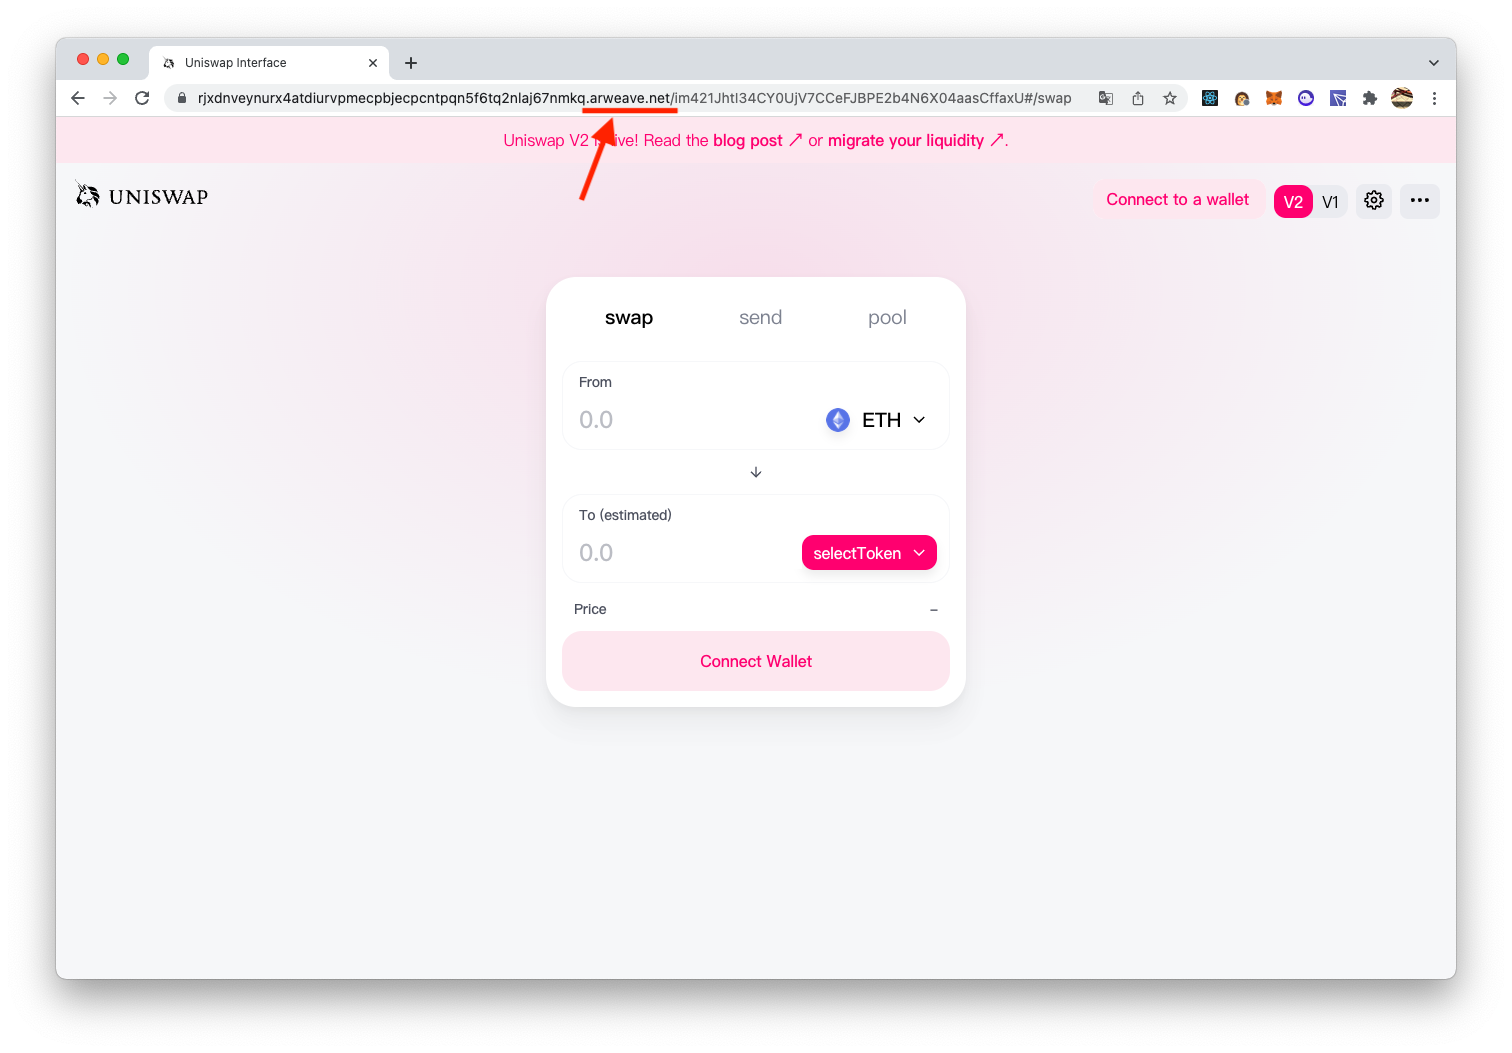 Uniswap Interface
rjxdnveynurx4atdiurvpmecpbjecpcntpqn5f6tq2nlaj67nmkq.arweave.net/im421Jhtl34CY0UjV7CCeFJBPE2b4N6X04aasCffaxU#/swap
Uniswap V2 is live! Read the blog post ↗ or migrate your liquidity ↗.
UNISWAP
Connect to a wallet V2 V1
swap send pool
From
0.0 ETH
To (estimated)
0.0 selectToken
Price -
Connect Wallet